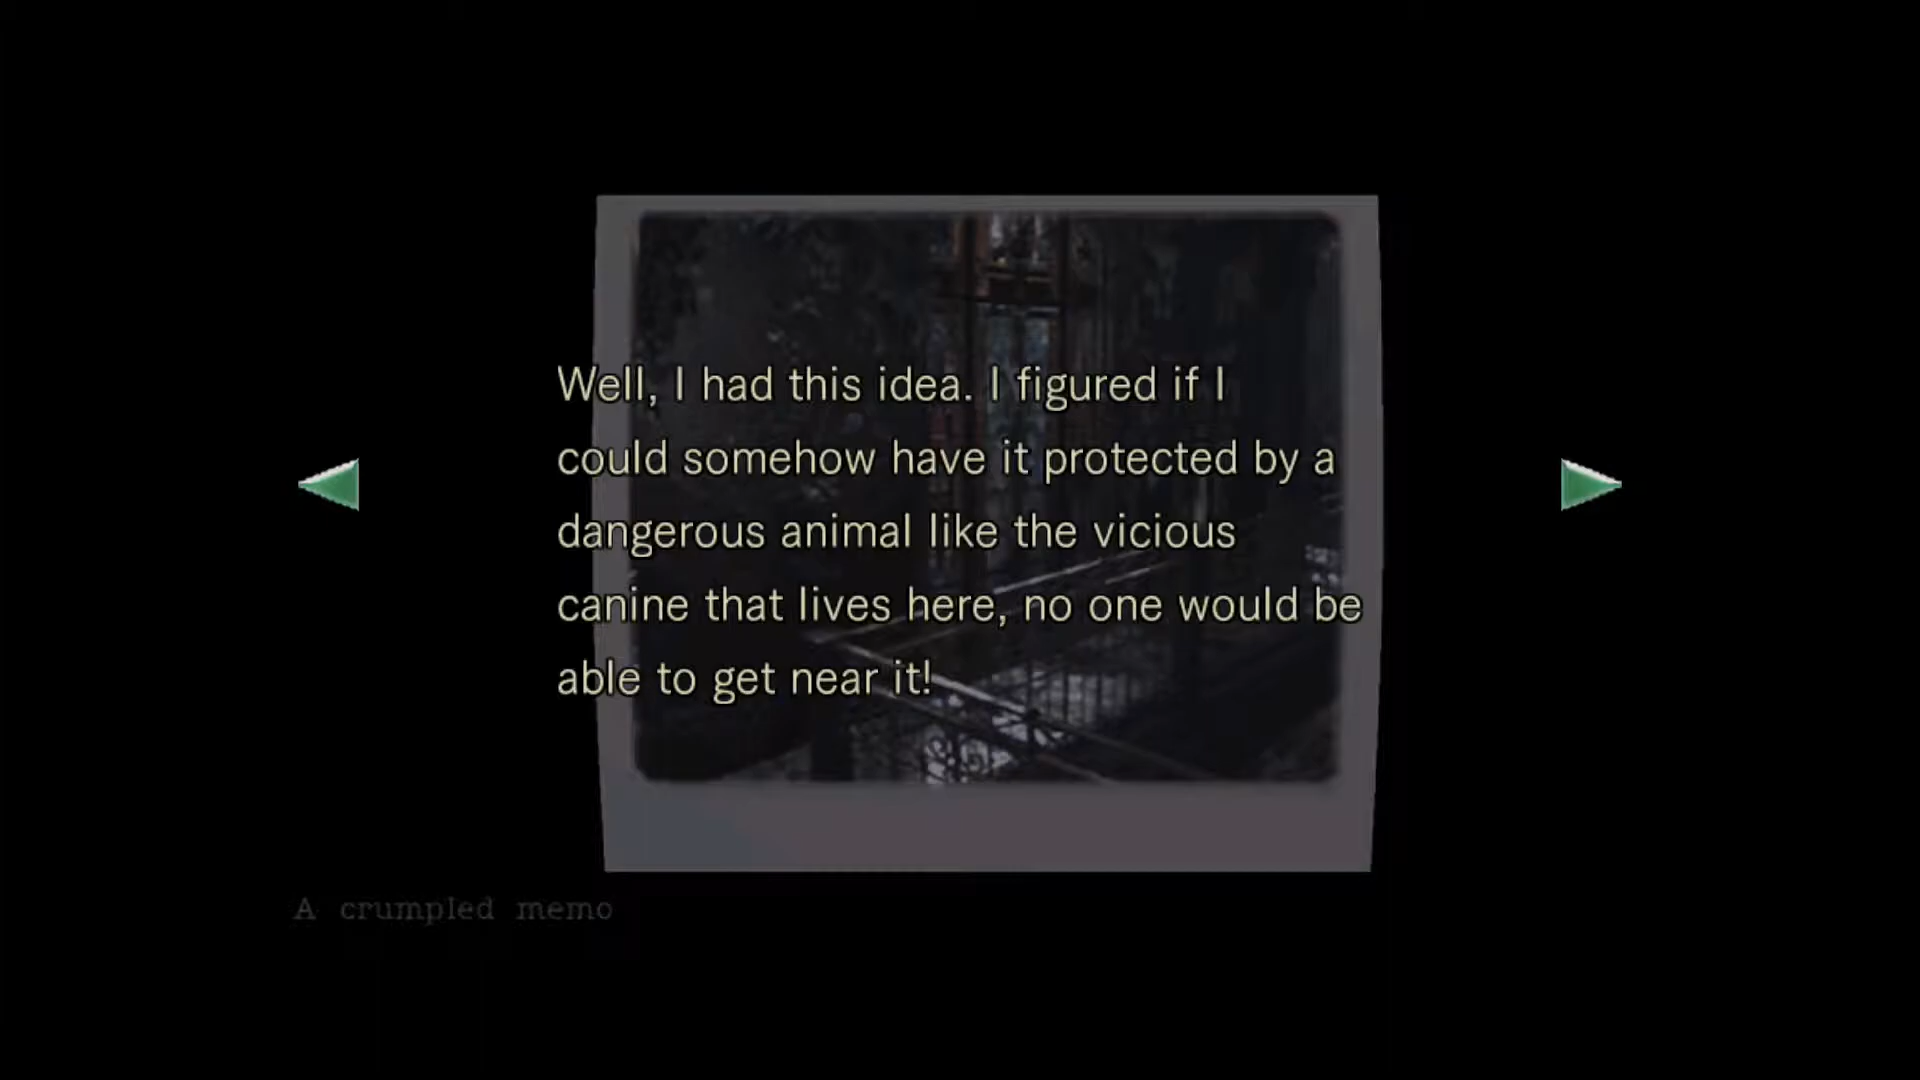 Well, I had this idea. I figured if I
could somehow have it protected by a
dangerous animal like the vicious
canine that lives here, no one would be
able to get near it!
A crumpled memo